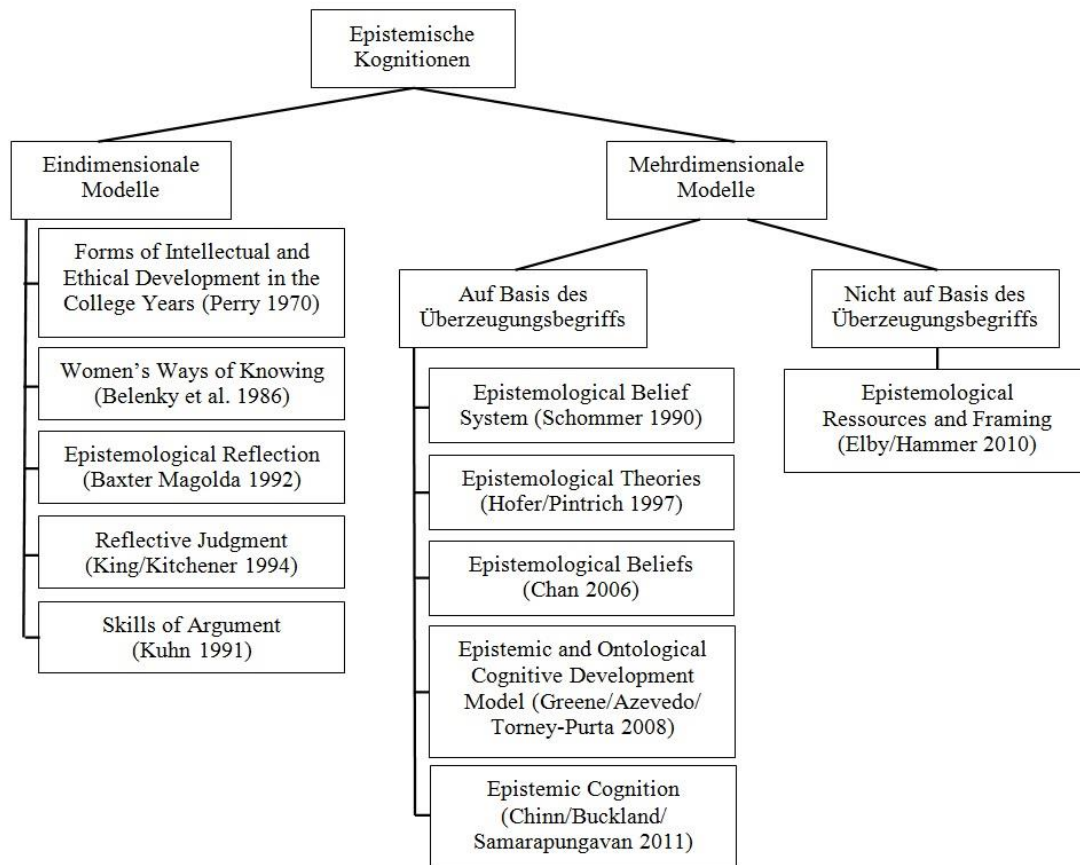 Epistemische
Kognitionen
Eindimensionale
Modelle
Forms of Intellectual and
Ethical Development in the
College Years (Perry 1970)
Women’s Ways of Knowing
(Belenky et al. 1986)
Epistemological Reflection
(Baxter Magolda 1992)
Reflective Judgment
(King/Kitchener 1994)
Skills of Argument
(Kuhn 1991)
Mehrdimensionale
Modelle
Auf Basis des
Überzeugungsbegriffs
Epistemological Belief
System (Schommer 1990)
Epistemological Theories
(Hofer/Pintrich 1997)
Epistemological Beliefs
(Chan 2006)
Epistemic and Ontological
Cognitive Development
Model (Greene/Azevedo/
Torney-Purta 2008)
Epistemic Cognition
(Chinn/Buckland/
Samarapungavan 2011)
Nicht auf Basis des
Überzeugungsbegriffs
Epistemological
Ressources and Framing
(Elby/Hammer 2010)